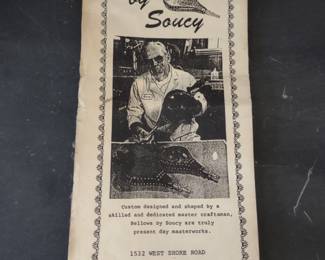 by
Soucy
Custom designed and shaped by a
skilled and dedicated master craftsman,
Bellows by Soucy are truly
present day masterworks.
1532 WEST SHORE ROAD